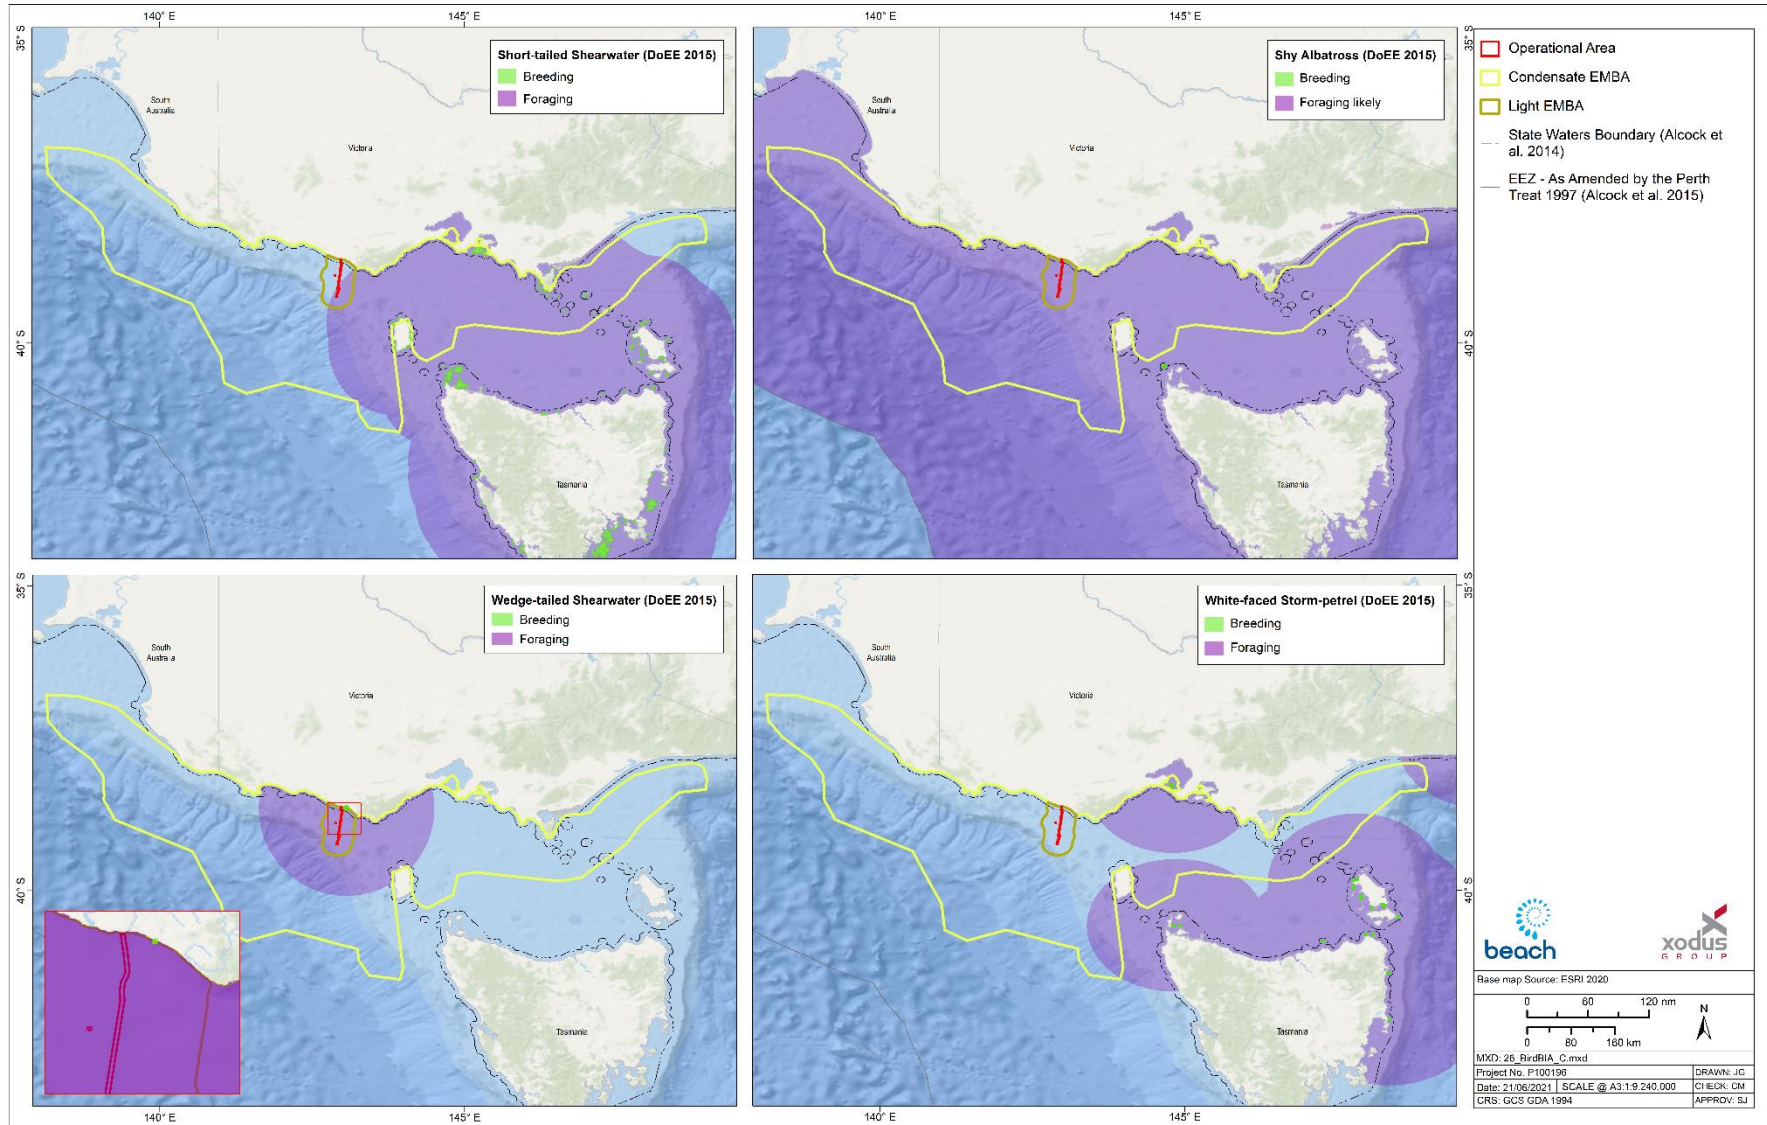 140° E
145° E
140° E
145° E
35° S
35° S
Short-tailed Shearwater (DoEE 2015)
Breeding
Foraging
South
Australia
Victoria
Tasmania
40° S
Shy Albatross (DoEE 2015)
Breeding
Foraging likely
South
Australia
Victoria
Tasmania
40° S
Operational Area
Condensate EMBA
Light EMBA
State Waters Boundary (Alcock et
al. 2014)
EEZ - As Amended by the Perth
Treat 1997 (Alcock et al. 2015)
35° S
35° S
Wedge-tailed Shearwater (DoEE 2015)
Breeding
Foraging
South
Australia
Victoria
Tasmania
40° S
White-faced Storm-petrel (DoEE 2015)
Breeding
Foraging
South
Australia
Victoria
Tasmania
40° S
140° E
145° E
140° E
145° E
beach
xodus
GROUP
Base map Source: ESRI 2020
0 60 120 nm
N
0 80 160 km
MXD: 26_BirdBIA_C.mxd
Project No. P100196
DRAWN: JC
Date: 21/06/2021
SCALE @ A3:1:9,240,000
CHECK: CM
CRS: GCS GDA 1994
APPROV: SJ